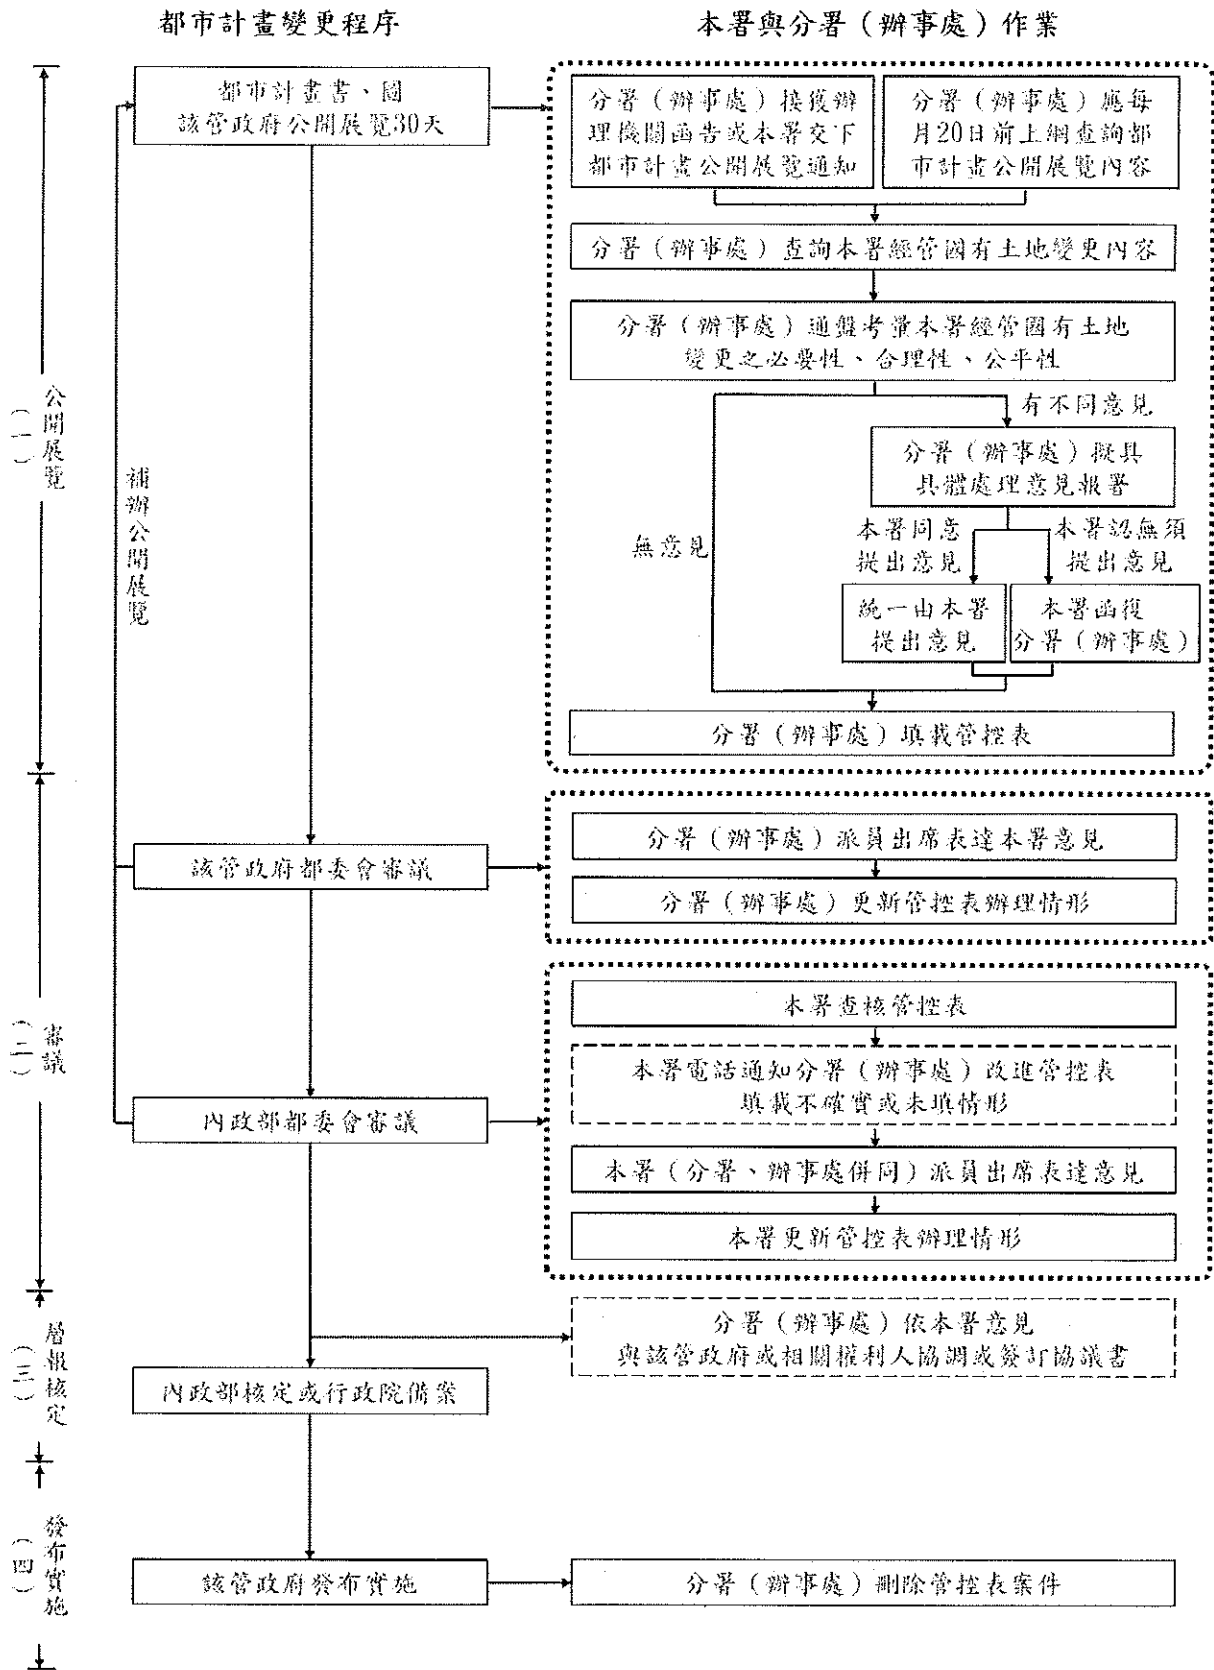 都市計畫變更程序
本署與分署（辦事處）作業
都市計畫書、圖
該管政府公開展覽30天
分署（辦事處）接獲辦
理機關函告或本署交下
都市計畫公開展覽通知
分署（辦事處）應每
月20日前上網查詢都
市計畫公開展覽內容
分署（辦事處）查詢本署經管國有土地變更內容
分署（辦事處）通盤考量本署經管國有土地
變更之必要性、合理性、公平性
有不同意見
無意見
分署（辦事處）擬具
具體處理意見報署
本署同意
提出意見
本署認無須
提出意見
統一由本署
提出意見
本署函復
分署（辦事處）
分署（辦事處）填載管控表
（一）
公開展覽
補辦公開展覽
該管政府都委會審議
分署（辦事處）派員出席表達本署意見
分署（辦事處）更新管控表辦理情形
（二）
審議
內政部都委會審議
本署查核管控表
本署電話通知分署（辦事處）改進管控表
填載不確實或未填情形
本署（分署、辦事處併同）派員出席表達意見
本署更新管控表辦理情形
（三）
層報核定
分署（辦事處）依本署意見
與該管政府或相關權利人協調或簽訂協議書
內政部核定或行政院備案
（四）
發布實施
該管政府發布實施
分署（辦事處）刪除管控表案件